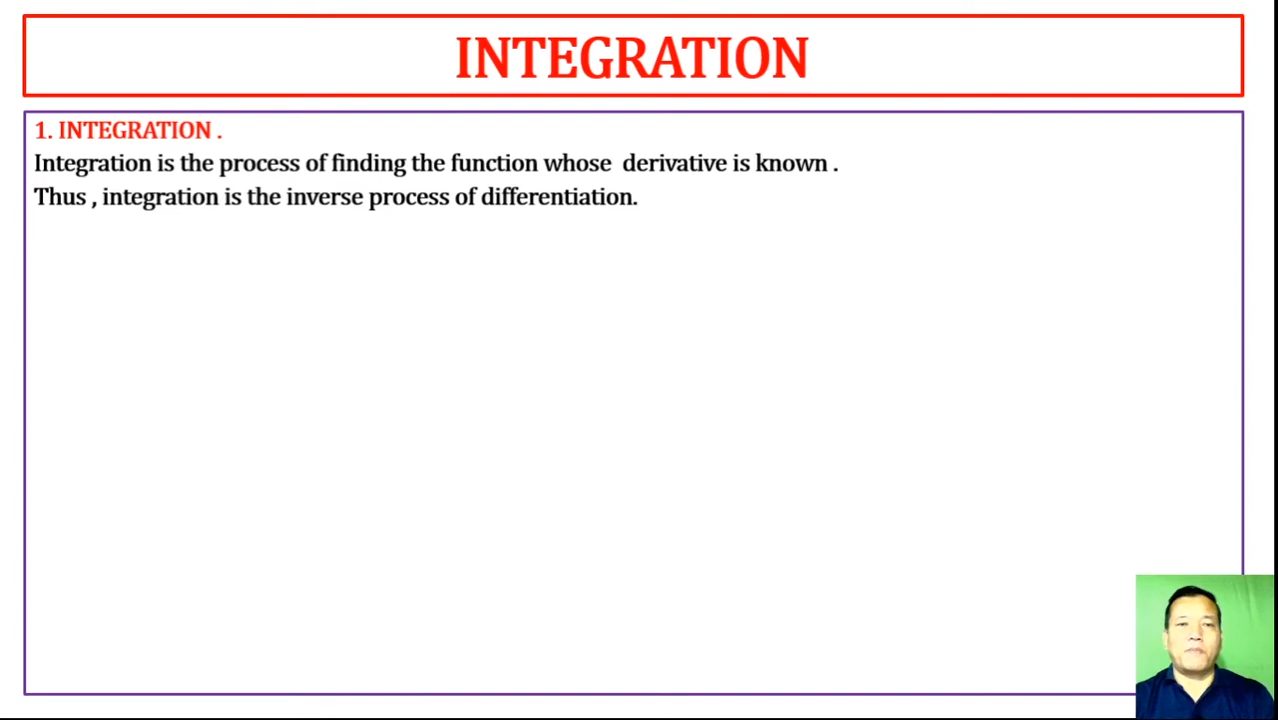 INTEGRATION
1. INTEGRATION .
Integration is the process of finding the function whose  derivative is known .
Thus , integration is the inverse process of differentiation.